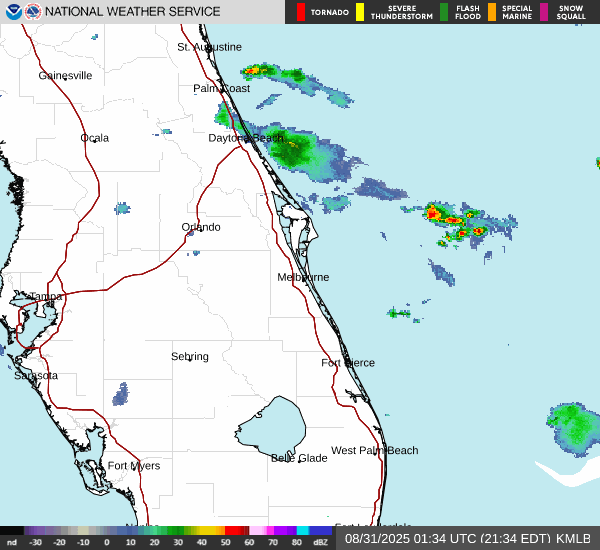 NATIONAL WEATHER SERVICE
TORNADO
SEVERE THUNDERSTORM
FLASH FLOOD
SPECIAL MARINE
SNOW SQUALL
St. Augustine
Gainesville
Palm Coast
Ocala
Daytona Beach
Orlando
Melbourne
Tampa
Sebring
Fort Pierce
Sarasota
West Palm Beach
Belle Glade
Fort Myers
nd -30 -20 -10 0 10 20 30 40 50 60 70 80 dBZ
08/31/2025 01:34 UTC (21:34 EDT) KMLB